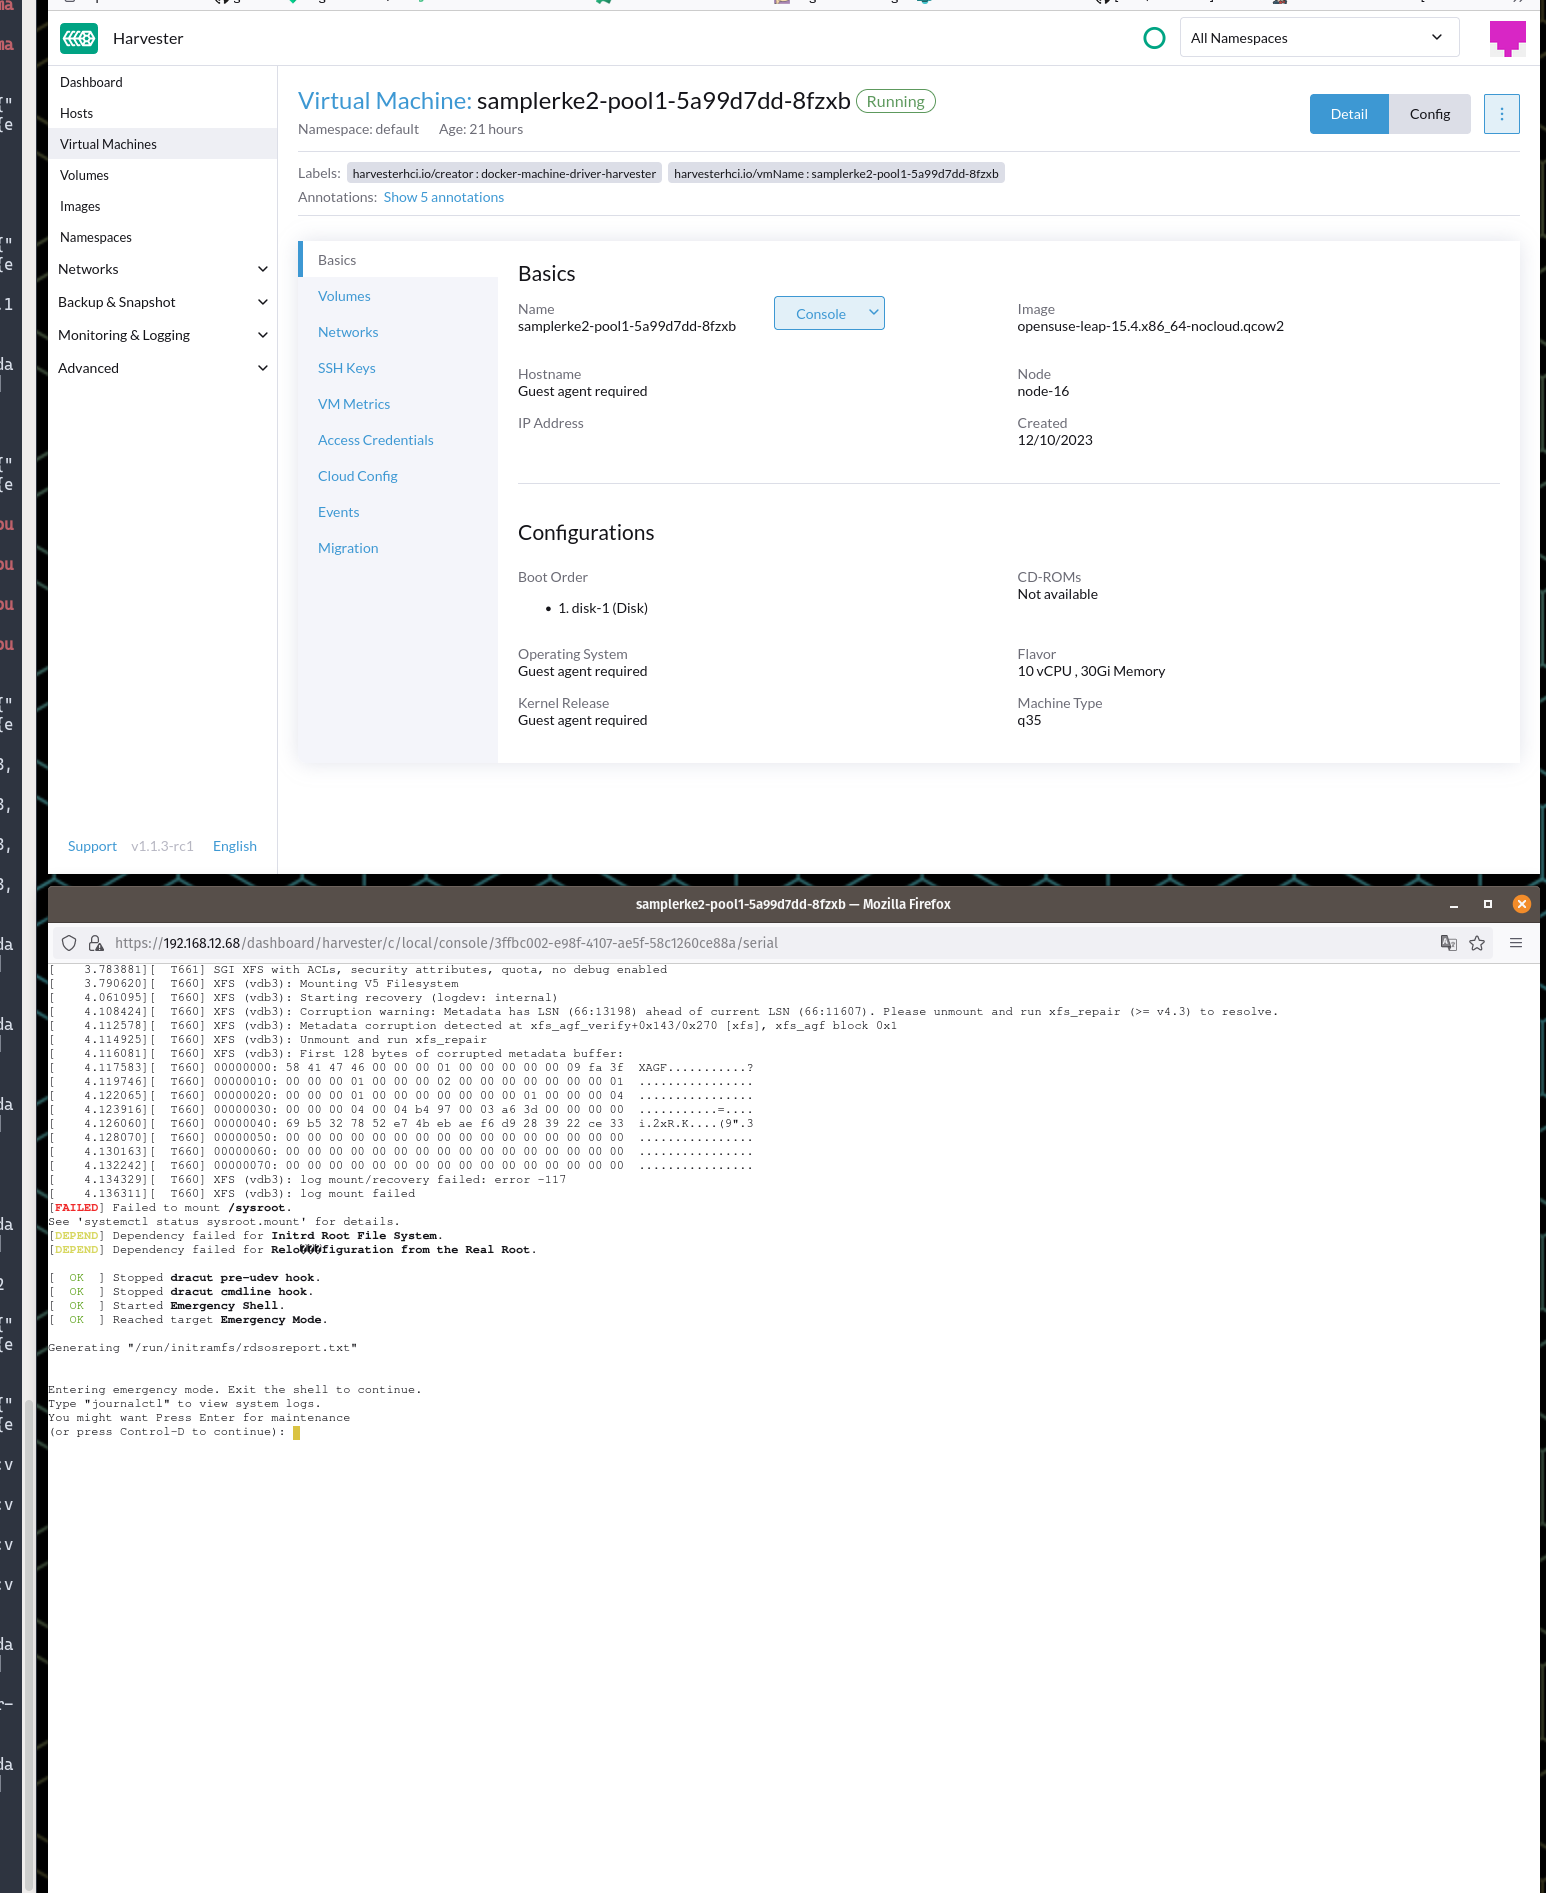 Harvester
All Namespaces
Dashboard
Hosts
Virtual Machines
Volumes
Images
Namespaces
Networks
Backup & Snapshot
Monitoring & Logging
Advanced
Support v1.1.3-rc1 English
Virtual Machine: samplerke2-pool1-5a99d7dd-8fzxb Running
Namespace: default Age: 21 hours
Detail Config
Labels: harvesterhci.io/creator : docker-machine-driver-harvester harvesterhci.io/vmName : samplerke2-pool1-5a99d7dd-8fzxb
Annotations: Show 5 annotations
Basics
Volumes
Networks
SSH Keys
VM Metrics
Access Credentials
Cloud Config
Events
Migration
Basics
Name
samplerke2-pool1-5a99d7dd-8fzxb
Console
Image
opensuse-leap-15.4.x86_64-nocloud.qcow2
Hostname
Guest agent required
Node
node-16
IP Address
Created
12/10/2023
Configurations
Boot Order
• 1. disk-1 (Disk)
CD-ROMs
Not available
Operating System
Guest agent required
Flavor
10 vCPU , 30Gi Memory
Kernel Release
Guest agent required
Machine Type
q35
samplerke2-pool1-5a99d7dd-8fzxb — Mozilla Firefox
https://192.168.12.68/dashboard/harvester/c/local/console/3ffbc002-e98f-4107-ae5f-58c1260ce88a/serial
[    3.783881][  T661] SGI XFS with ACLs, security attributes, quota, no debug enabled
[    3.790620][  T660] XFS (vdb3): Mounting V5 Filesystem
[    4.061095][  T660] XFS (vdb3): Starting recovery (logdev: internal)
[    4.108424][  T660] XFS (vdb3): Corruption warning: Metadata has LSN (66:13198) ahead of current LSN (66:11607). Please unmount and run xfs_repair (>= v4.3) to resolve.
[    4.112578][  T660] XFS (vdb3): Metadata corruption detected at xfs_agf_verify+0x143/0x270 [xfs], xfs_agf block 0x1
[    4.114925][  T660] XFS (vdb3): Unmount and run xfs_repair
[    4.116081][  T660] XFS (vdb3): First 128 bytes of corrupted metadata buffer:
[    4.117583][  T660] 00000000: 58 41 47 46 00 00 00 01 00 00 00 00 00 09 fa 3f  XAGF...........?
[    4.119746][  T660] 00000010: 00 00 00 01 00 00 00 02 00 00 00 00 00 00 00 01  ................
[    4.122065][  T660] 00000020: 00 00 00 01 00 00 00 00 00 00 00 01 00 00 00 04  ................
[    4.123916][  T660] 00000030: 00 00 00 04 00 04 b4 97 00 03 a6 3d 00 00 00 00  ...........=....
[    4.126060][  T660] 00000040: 69 b5 32 78 52 e7 4b eb ae f6 d9 28 39 22 ce 33  i.2xR.K....(9".3
[    4.128070][  T660] 00000050: 00 00 00 00 00 00 00 00 00 00 00 00 00 00 00 00  ................
[    4.130163][  T660] 00000060: 00 00 00 00 00 00 00 00 00 00 00 00 00 00 00 00  ................
[    4.132242][  T660] 00000070: 00 00 00 00 00 00 00 00 00 00 00 00 00 00 00 00  ................
[    4.134329][  T660] XFS (vdb3): log mount/recovery failed: error -117
[    4.136311][  T660] XFS (vdb3): log mount failed
[FAILED] Failed to mount /sysroot.
See 'systemctl status sysroot.mount' for details.
[DEPEND] Dependency failed for Initrd Root File System.
[DEPEND] Dependency failed for from the Real Root.
[  OK  ] Stopped dracut pre-udev hook.
[  OK  ] Stopped dracut cmdline hook.
[  OK  ] Started Emergency Shell.
[  OK  ] Reached target Emergency Mode.
Generating "/run/initramfs/rdsosreport.txt"
Entering emergency mode. Exit the shell to continue.
Type "journalctl" to view system logs.
You might want Press Enter for maintenance
(or press Control-D to continue):